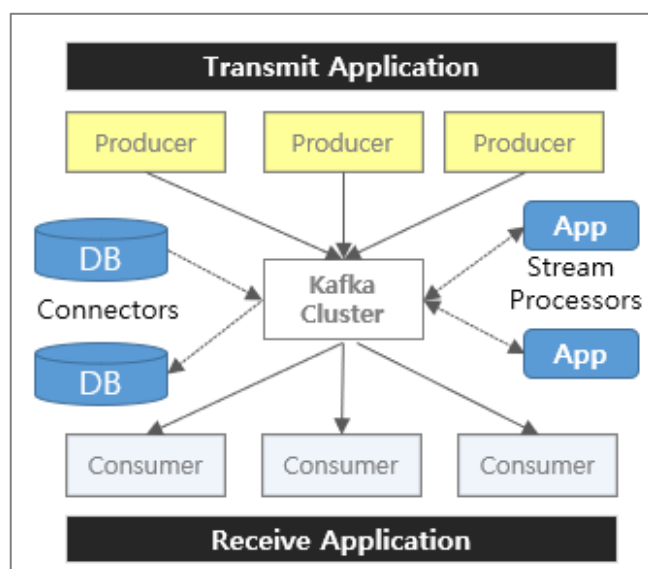 Transmit Application
Producer
Producer
Producer
DB
App
Connectors
Kafka
Cluster
Stream
Processors
DB
App
Consumer
Consumer
Consumer
Receive Application